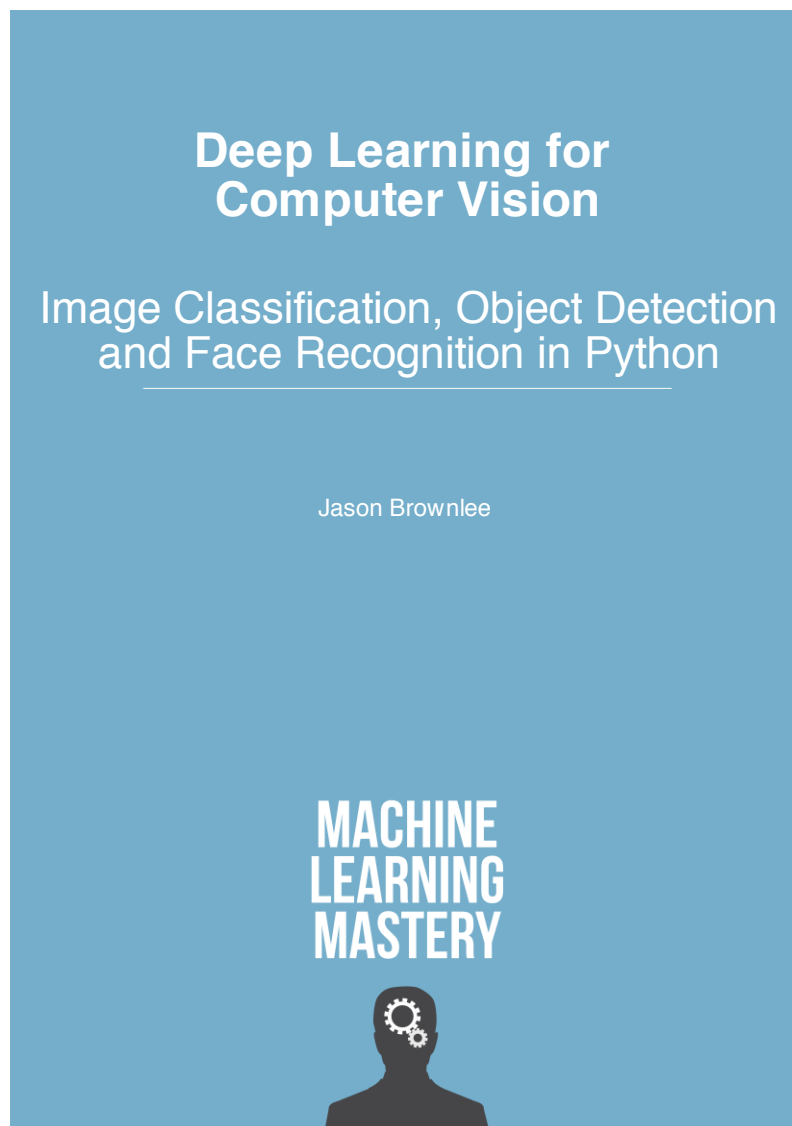 Deep Learning for
Computer Vision
Image Classification, Object Detection
and Face Recognition in Python
Jason Brownlee
MACHINE
LEARNING
MASTERY